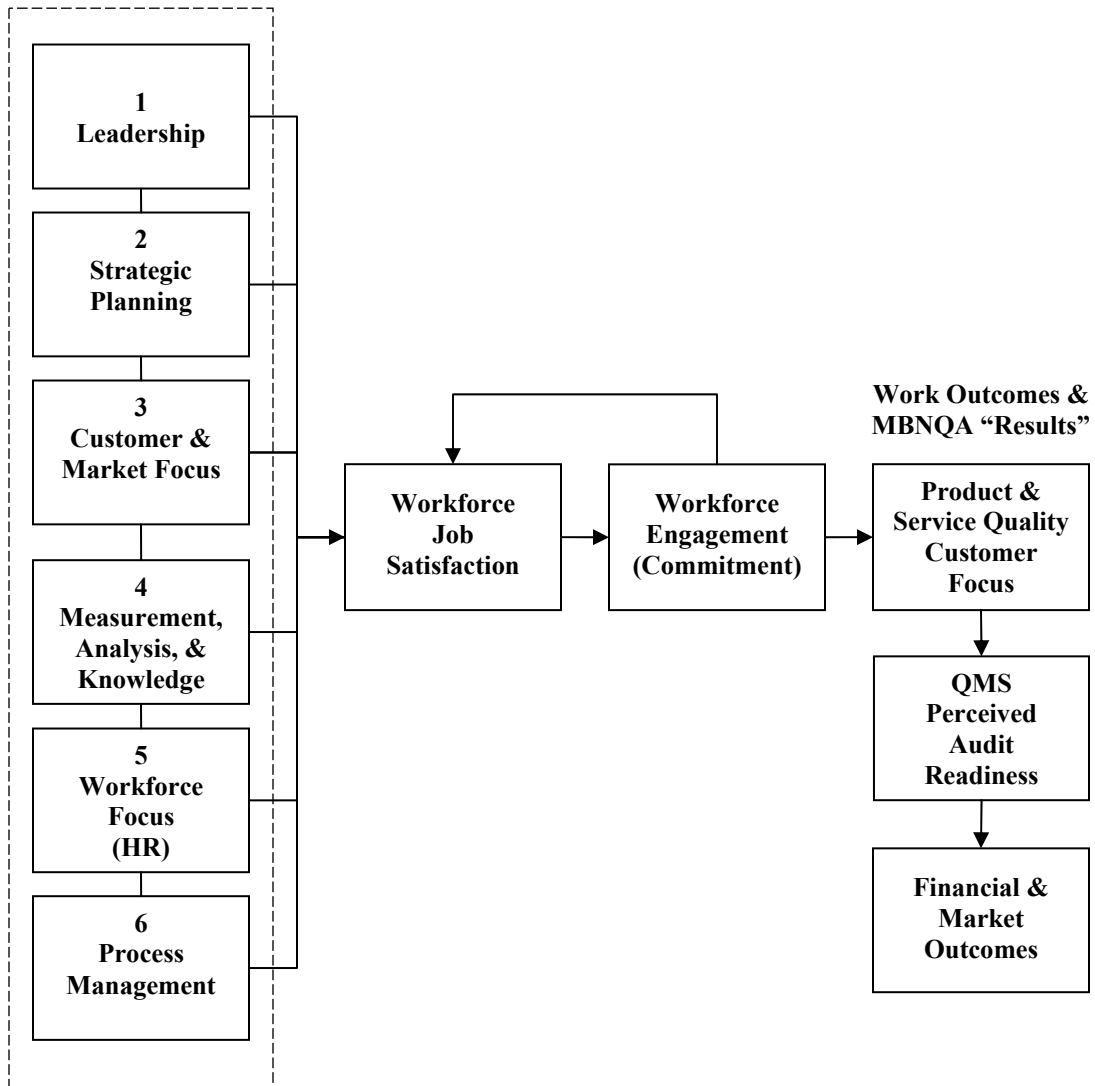 1
Leadership
2
Strategic
Planning
3
Customer &
Market Focus
4
Measurement,
Analysis, &
Knowledge
5
Workforce
Focus
(HR)
6
Process
Management
Workforce
Job
Satisfaction
Workforce
Engagement
(Commitment)
Work Outcomes &
MBNQA “Results”
Product &
Service Quality
Customer
Focus
QMS
Perceived
Audit
Readiness
Financial &
Market
Outcomes